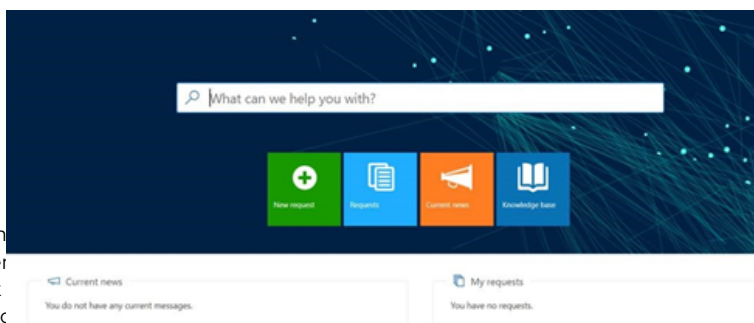 What can we help you with?
New request
Requests
Current news
Knowledge base
Current news
My requests
You do not have any current messages.
You have no requests.